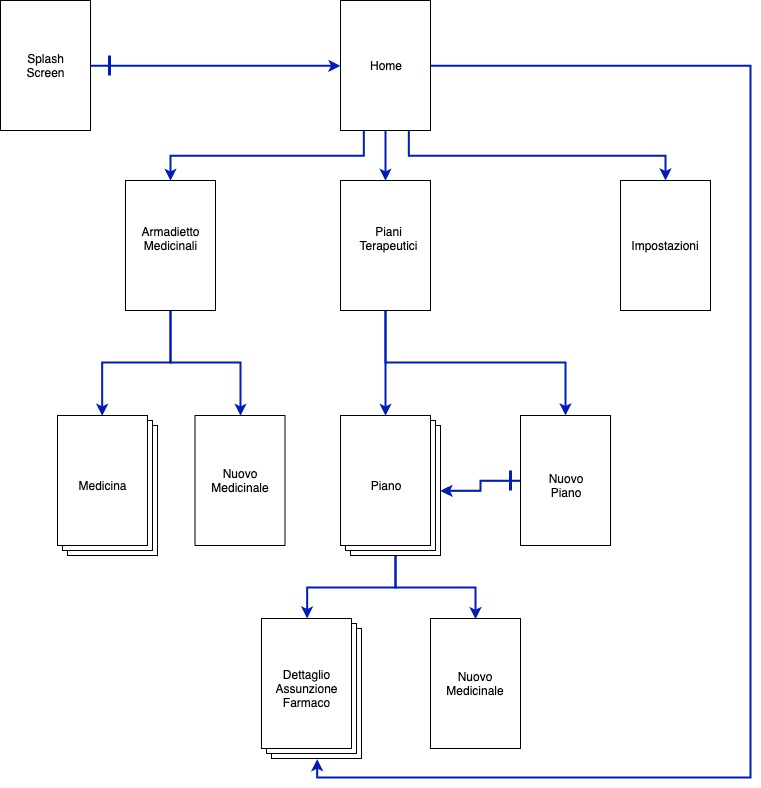 Splash
Screen
Home
Armadietto
Medicinali
Piani
Terapeutici
Impostazioni
Medicina
Nuovo
Medicinale
Piano
Nuovo
Piano
Dettaglio
Assunzione
Farmaco
Nuovo
Medicinale